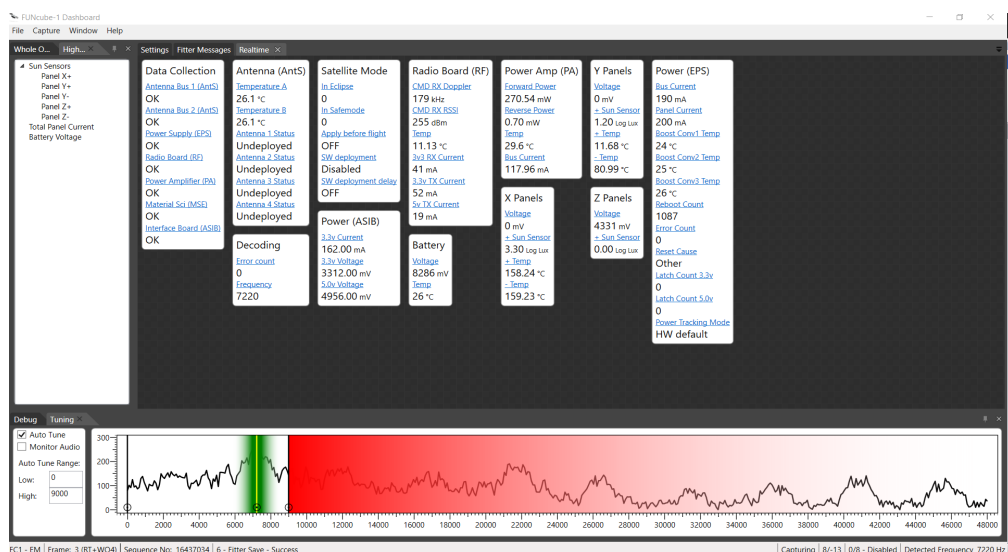 FUNcube-1 Dashboard
File Capture Window Help
Whole O... High...
Settings Fitter Messages Realtime
Sun Sensors
Panel X+
Panel Y+
Panel Y-
Panel Z+
Panel Z-
Total Panel Current
Battery Voltage
Data Collection
Antenna Bus 1 (AntS)
OK
Antenna Bus 2 (AntS)
OK
Power Supply (EPS)
OK
Radio Board (RF)
OK
Power Amplifier (PA)
OK
Material Sci (MSE)
OK
Interface Board (ASIB)
OK
Antenna (AntS)
Temperature A
26.1 °C
Temperature B
26.1 °C
Antenna 1 Status
Undeployed
Antenna 2 Status
Undeployed
Antenna 3 Status
Undeployed
Antenna 4 Status
Undeployed
Decoding
Error count
0
Frequency
7220
Satellite Mode
In Eclipse
0
In Safemode
0
Apply before flight
OFF
SW deployment
Disabled
SW deployment delay
OFF
Power (ASIB)
3.3v Current
162.00 mA
3.3v Voltage
3312.00 mV
5.0v Voltage
4956.00 mV
Radio Board (RF)
CMD RX Doppler
179 kHz
CMD RX RSSI
255 dBm
Temp
11.13 °C
3v3 RX Current
41 mA
3.3v TX Current
52 mA
5v TX Current
19 mA
Battery
Voltage
8286 mV
Temp
26 °C
Power Amp (PA)
Forward Power
270.54 mW
Reverse Power
0.70 mW
Temp
29.6 °C
Bus Current
117.96 mA
X Panels
Voltage
0 mV
+ Sun Sensor
3.30 Log Lux
+ Temp
158.24 °C
- Temp
159.23 °C
Y Panels
Voltage
0 mV
+ Sun Sensor
1.20 Log Lux
+ Temp
11.68 °C
- Temp
80.99 °C
Z Panels
Voltage
4331 mV
+ Sun Sensor
0.00 Log Lux
Power (EPS)
Bus Current
190 mA
Panel Current
200 mA
Boost Conv1 Temp
24 °C
Boost Conv2 Temp
25 °C
Boost Conv3 Temp
26 °C
Reboot Count
1087
Error Count
0
Reset Cause
Other
Latch Count 3.3v
0
Latch Count 5.0v
0
Power Tracking Mode
HW default
Debug Tuning
Auto Tune
Monitor Audio
Auto Tune Range:
Low: 0
High: 9000
300
200
100
0
0 2000 4000 6000 8000 10000 12000 14000 16000 18000 20000 22000 24000 26000 28000 30000 32000 34000 36000 38000 40000 42000 44000 46000 48000
FC1 - EM Frame: 3 (RT+WO4) Sequence No: 16437034 6 - Fitter Save - Success Capturing 8/-13 0/8 - Disabled Detected Frequency 7220 Hz